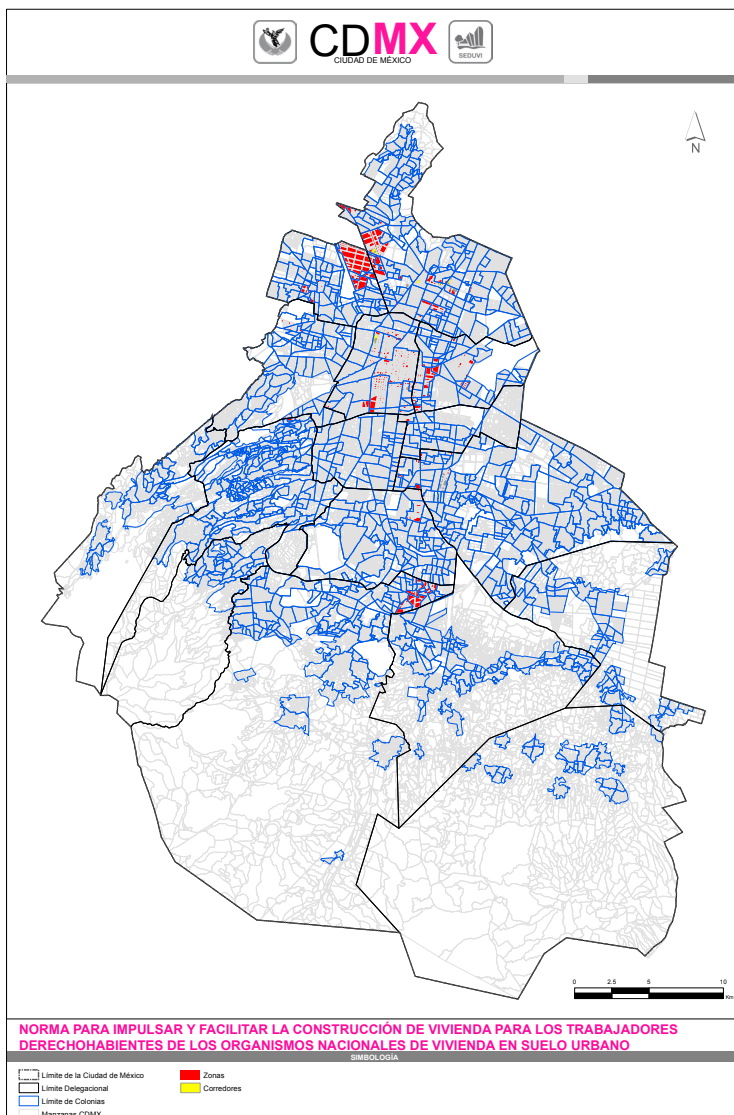 CDMX
CIUDAD DE MÉXICO
SEDUVI
N
0 2.5 5 10
Km
NORMA PARA IMPULSAR Y FACILITAR LA CONSTRUCCIÓN DE VIVIENDA PARA LOS TRABAJADORES
DERECHOHABIENTES DE LOS ORGANISMOS NACIONALES DE VIVIENDA EN SUELO URBANO
SIMBOLOGÍA
Límite de la Ciudad de México
Límite Delegacional
Límite de Colonias
Manzanas CDMX
Zonas
Corredores